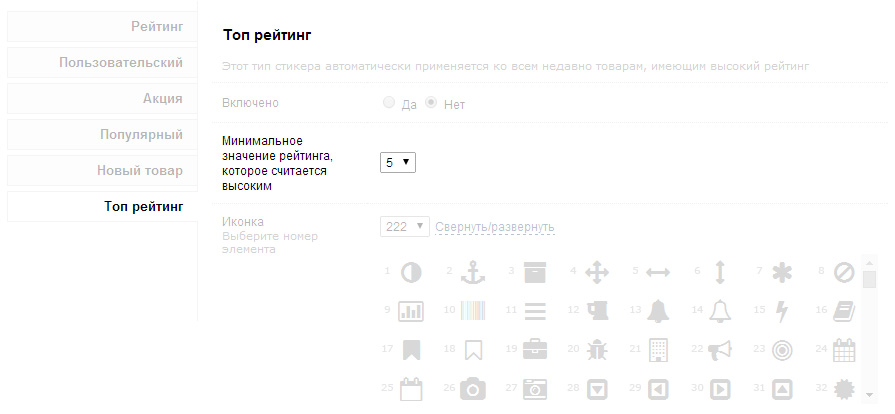 Рейтинг
Пользовательский
Акция
Популярный
Новый товар
Топ рейтинг
Топ рейтинг
Этот тип стикера автоматически применяется ко всем недавно товарам, имеющим высокий рейтинг
Включено
Да Нет
Минимальное
значение рейтинга,
которое считается
высоким
5
Иконка
Выберите номер
элемента
222 Свернуть/развернуть
1 2 3 4 5 6 7 8
9 10 11 12 13 14 15 16
17 18 19 20 21 22 23 24
25 26 27 28 29 30 31 32